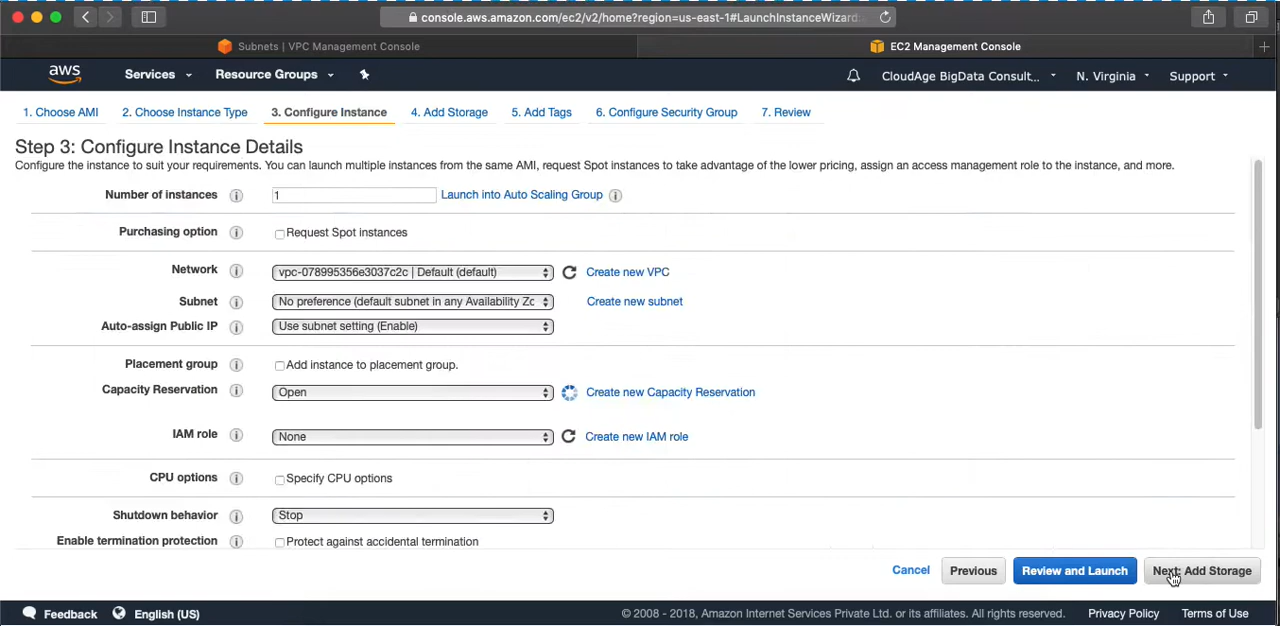 console.aws.amazon.com/ec2/v2/home?region=us-east-1#LaunchInstanceWizard:
Subnets | VPC Management Console
EC2 Management Console
aws
Services
Resource Groups
CloudAge BigData Consult...
N. Virginia
Support
1. Choose AMI
2. Choose Instance Type
3. Configure Instance
4. Add Storage
5. Add Tags
6. Configure Security Group
7. Review
Step 3: Configure Instance Details
Configure the instance to suit your requirements. You can launch multiple instances from the same AMI, request Spot instances to take advantage of the lower pricing, assign an access management role to the instance, and more.
Number of instances
1
Launch into Auto Scaling Group
Purchasing option
Request Spot instances
Network
vpc-078995356e3037c2c | Default (default)
Create new VPC
Subnet
No preference (default subnet in any Availability Zo
Create new subnet
Auto-assign Public IP
Use subnet setting (Enable)
Placement group
Add instance to placement group.
Capacity Reservation
Open
Create new Capacity Reservation
IAM role
None
Create new IAM role
CPU options
Specify CPU options
Shutdown behavior
Stop
Enable termination protection
Protect against accidental termination
Cancel
Previous
Review and Launch
Next: Add Storage
Feedback
English (US)
© 2008 - 2018, Amazon Internet Services Private Ltd. or its affiliates. All rights reserved.
Privacy Policy
Terms of Use